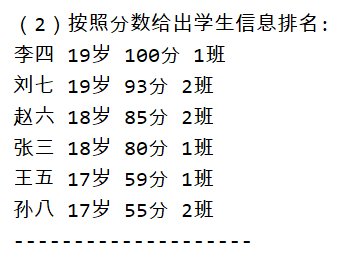 （2）按照分数给出学生信息排名：
李四 19岁 100分 1班
刘七 19岁 93分 2班
赵六 18岁 85分 2班
张三 18岁 80分 1班
王五 17岁 59分 1班
孙八 17岁 55分 2班
--------------------